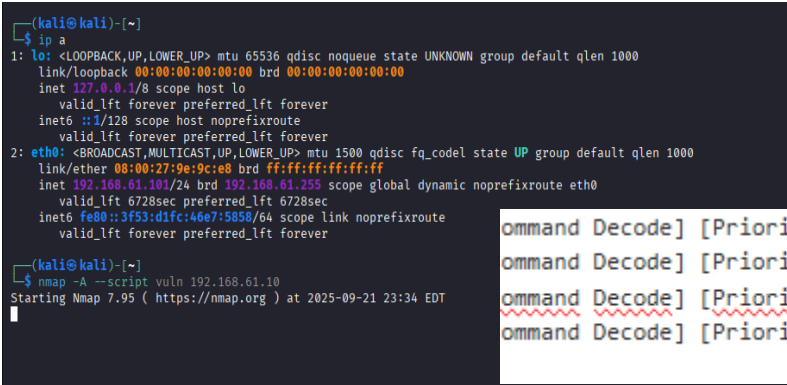 (kali㉿kali)-[~]
$ ip a
1: lo: <LOOPBACK,UP,LOWER_UP> mtu 65536 qdisc noqueue state UNKNOWN group default qlen 1000
link/loopback 00:00:00:00:00:00 brd 00:00:00:00:00:00
inet 127.0.0.1/8 scope host lo
valid_lft forever preferred_lft forever
inet6 ::1/128 scope host noprefixroute
valid_lft forever preferred_lft forever
2: eth0: <BROADCAST,MULTICAST,UP,LOWER_UP> mtu 1500 qdisc fq_codel state UP group default qlen 1000
link/ether 08:00:27:9e:9c:e8 brd ff:ff:ff:ff:ff:ff
inet 192.168.61.101/24 brd 192.168.61.255 scope global dynamic noprefixroute eth0
valid_lft 6728sec preferred_lft 6728sec
inet6 fe80::3f53:d1fc:46e7:5858/64 scope link noprefixroute
valid_lft forever preferred_lft forever
(kali㉿kali)-[~]
$ nmap -A --script vuln 192.168.61.10
Starting Nmap 7.95 ( https://nmap.org ) at 2025-09-21 23:34 EDT
ommand Decode] [Priori
ommand Decode] [Priori
ommand Decode] [Priori
ommand Decode] [Priori